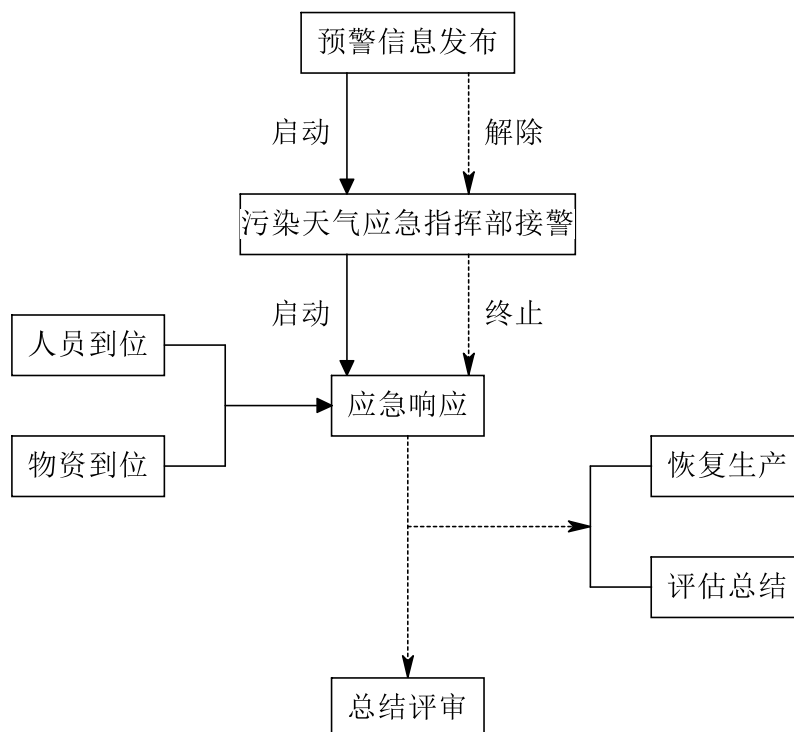 预警信息发布
启动
解除
污染天气应急指挥部接警
启动
终止
人员到位
应急响应
物资到位
恢复生产
评估总结
总结评审